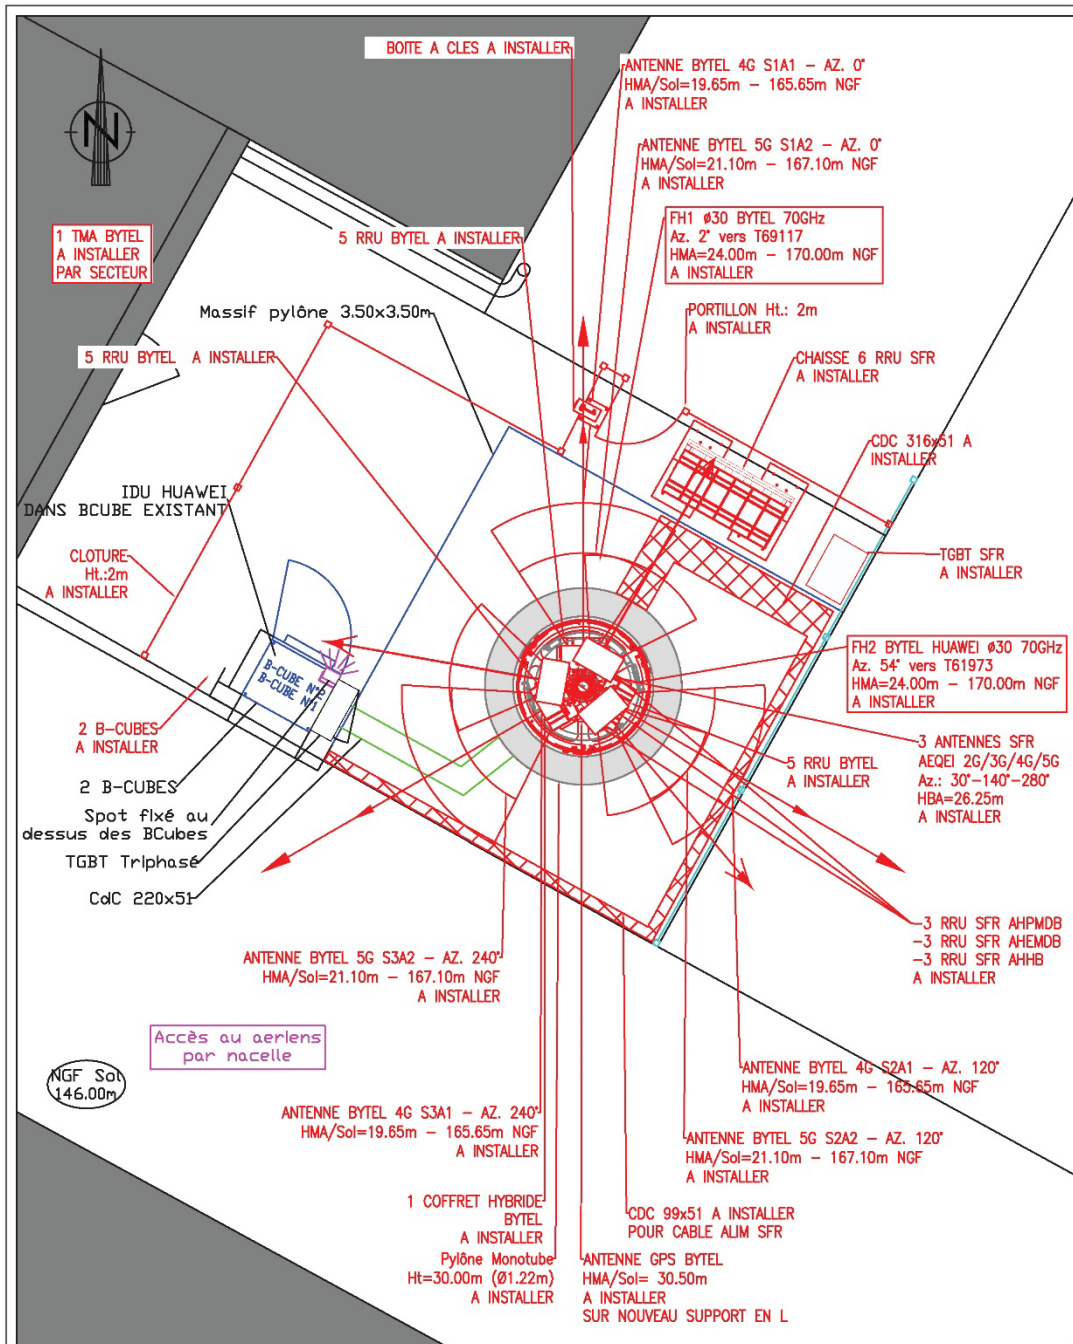 BOITE A CLES A INSTALLER
ANTENNE BYTEL 4G S1A1 – AZ. 0°
HMA/Sol=19.65m – 165.65m NGF
A INSTALLER
N
ANTENNE BYTEL 5G S1A2 – AZ. 0°
HMA/Sol=21.10m – 167.10m NGF
A INSTALLER
1 TMA BYTEL
A INSTALLER
PAR SECTEUR
5 RRU BYTEL A INSTALLER
FH1 ø30 BYTEL 70GHz
Az. 2° vers T69117
HMA=24.00m – 170.00m NGF
A INSTALLER
Massif pylône 3.50x3.50m
PORTILLON Ht.: 2m
A INSTALLER
5 RRU BYTEL A INSTALLER
CHAISSE 6 RRU SFR
A INSTALLER
CDC 316x51 A
INSTALLER
IDU HUAWEI
DANS BCUBE EXISTANT
CLOTURE
Ht.:2m
A INSTALLER
TGBT SFR
A INSTALLER
B-CUBE N°2
B-CUBE N°1
FH2 BYTEL HUAWEI ø30 70GHz
Az. 54° vers T61973
HMA=24.00m – 170.00m NGF
A INSTALLER
2 B-CUBES
A INSTALLER
3 ANTENNES SFR
AEQEI 2G/3G/4G/5G
Az.: 30°-140°-280°
HBA=26.25m
A INSTALLER
5 RRU BYTEL
A INSTALLER
2 B-CUBES
Spot fixé au
dessus des BCubes
TGBT Triphasé
CdC 220x51
-3 RRU SFR AHPMDB
-3 RRU SFR AHEMDB
-3 RRU SFR AHHB
A INSTALLER
ANTENNE BYTEL 5G S3A2 – AZ. 240°
HMA/Sol=21.10m – 167.10m NGF
A INSTALLER
Accès au aeriens
par nacelle
NGF Sol
146.00m
ANTENNE BYTEL 4G S2A1 – AZ. 120°
HMA/Sol=19.65m – 165.65m NGF
A INSTALLER
ANTENNE BYTEL 4G S3A1 – AZ. 240°
HMA/Sol=19.65m – 165.65m NGF
A INSTALLER
ANTENNE BYTEL 5G S2A2 – AZ. 120°
HMA/Sol=21.10m – 167.10m NGF
A INSTALLER
1 COFFRET HYBRIDE
BYTEL
A INSTALLER
CDC 99x51 A INSTALLER
POUR CABLE ALIM SFR
Pylône Monotube
Ht=30.00m (Ø1.22m)
A INSTALLER
ANTENNE GPS BYTEL
HMA/Sol= 30.50m
A INSTALLER
SUR NOUVEAU SUPPORT EN L